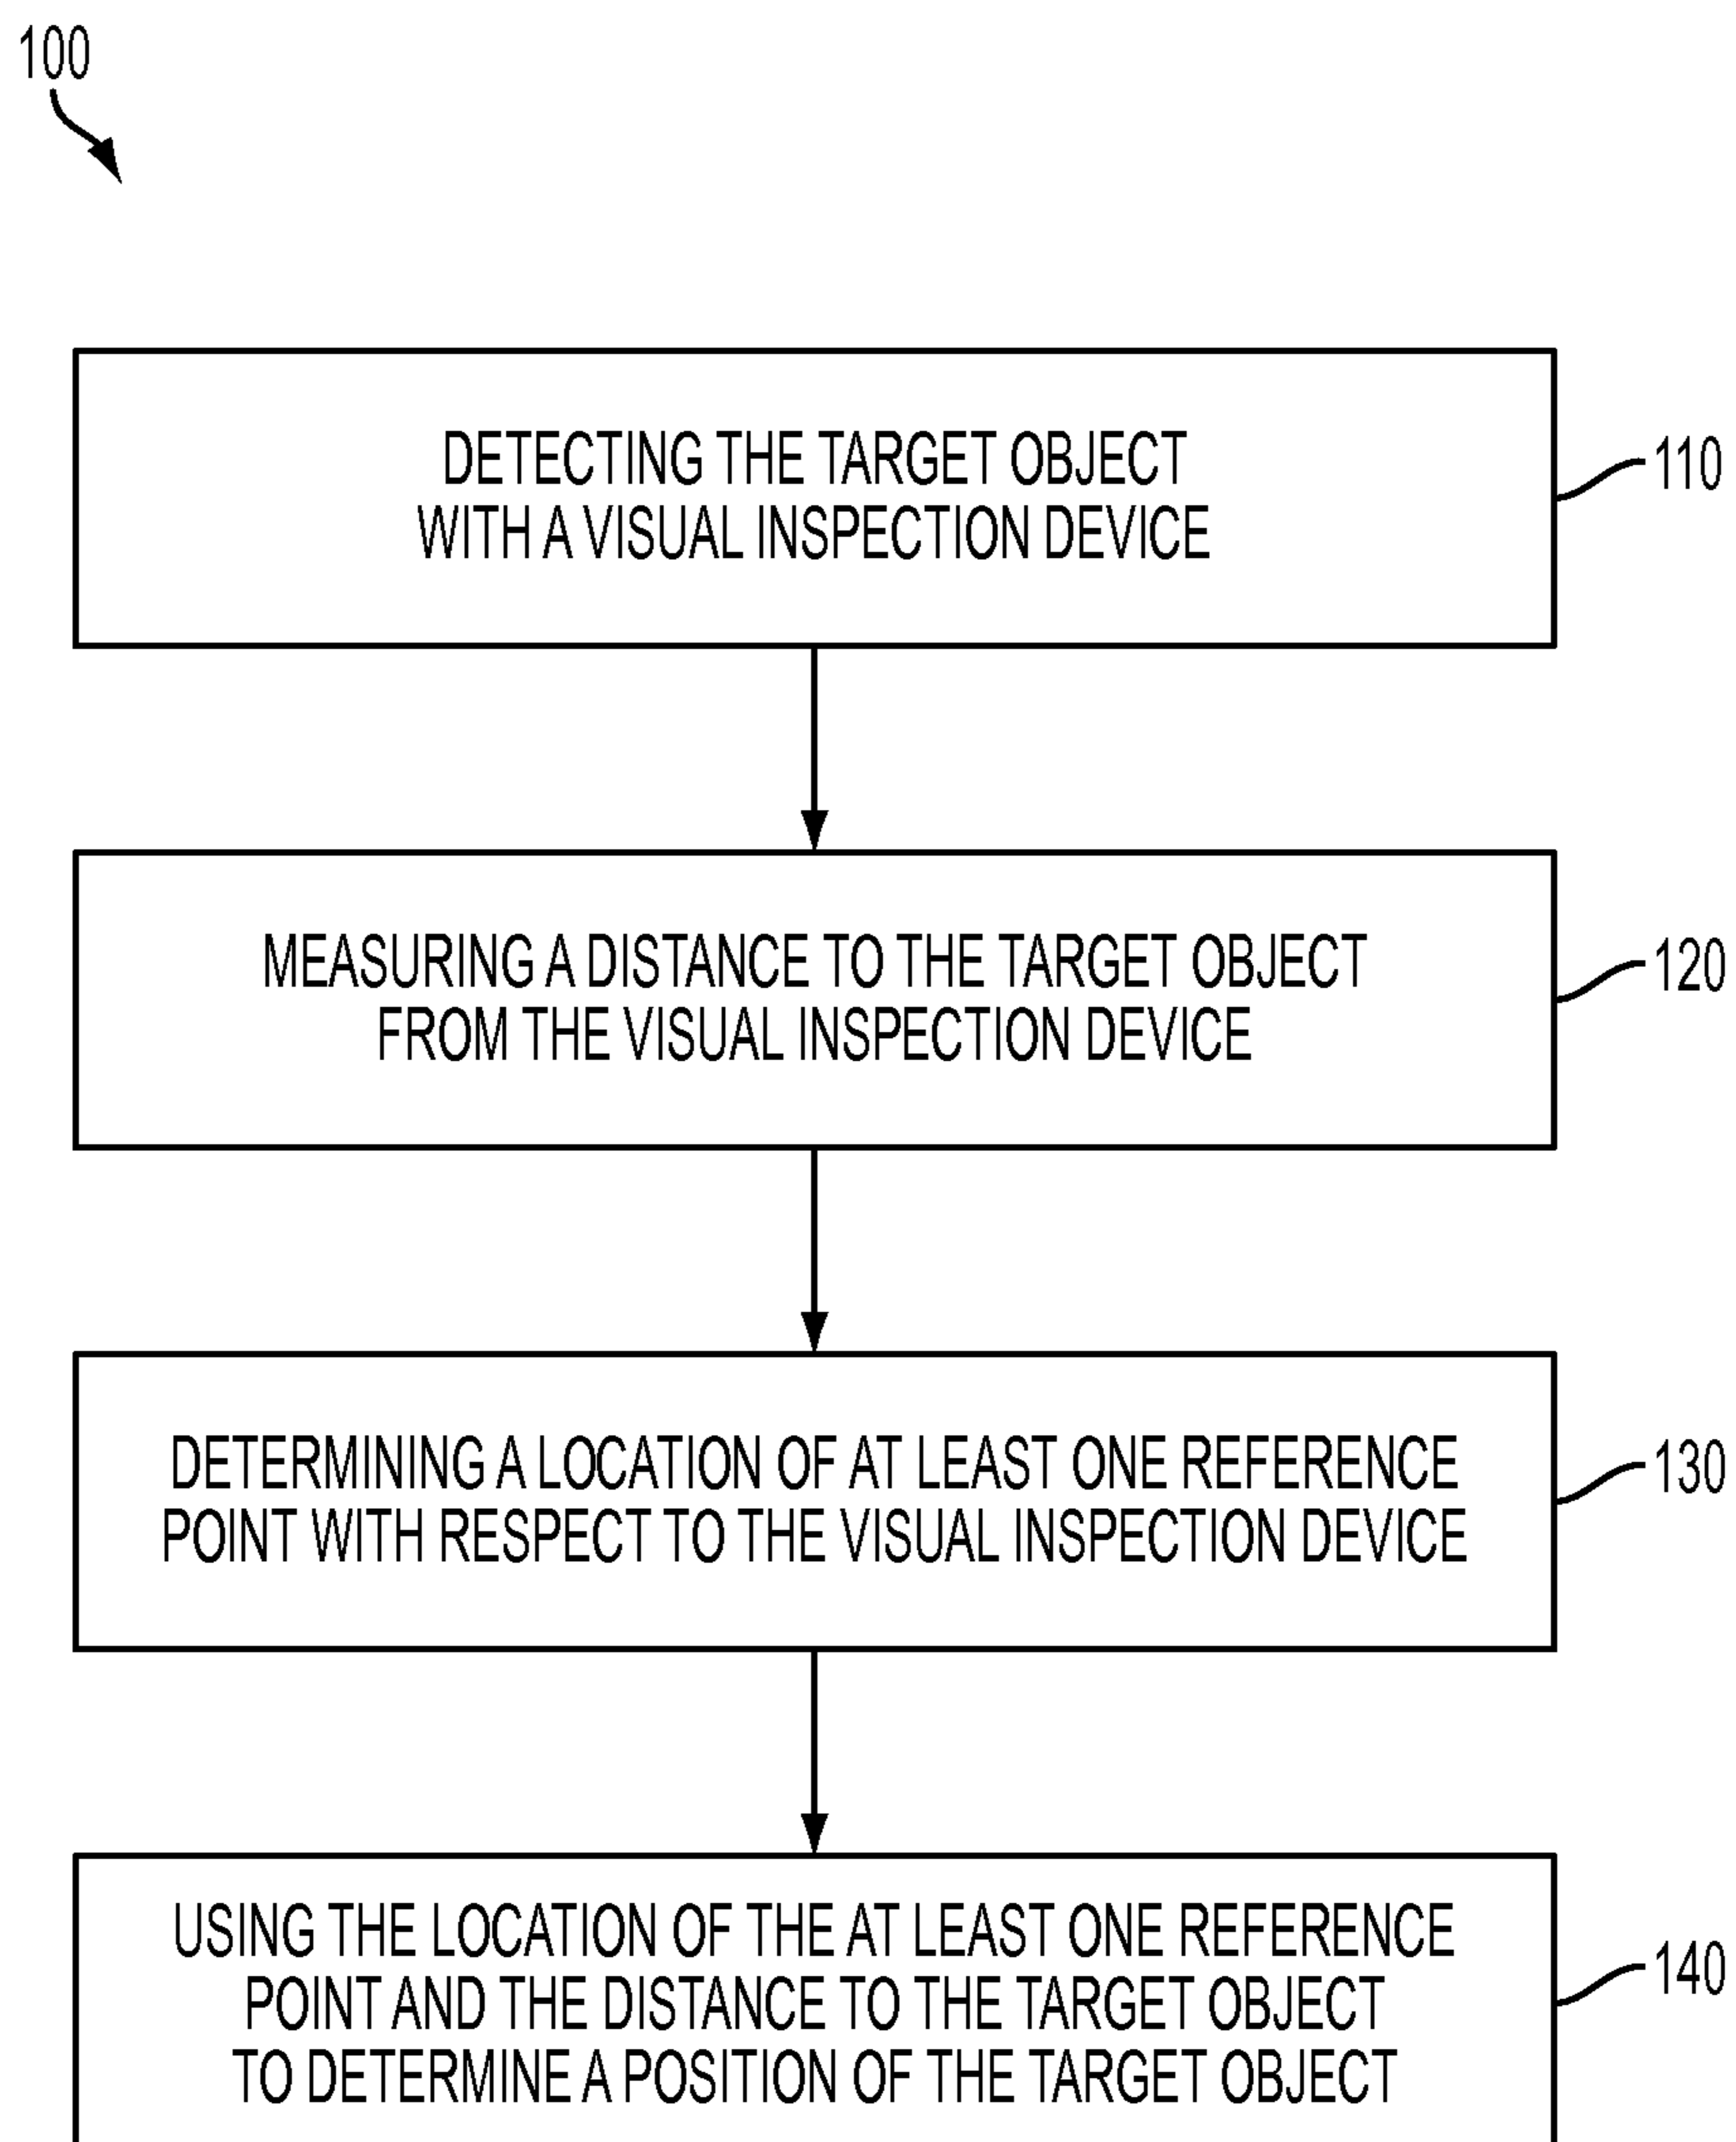 100
DETECTING THE TARGET OBJECT
WITH A VISUAL INSPECTION DEVICE
110
MEASURING A DISTANCE TO THE TARGET OBJECT
FROM THE VISUAL INSPECTION DEVICE
120
DETERMINING A LOCATION OF AT LEAST ONE REFERENCE
POINT WITH RESPECT TO THE VISUAL INSPECTION DEVICE
130
USING THE LOCATION OF THE AT LEAST ONE REFERENCE
POINT AND THE DISTANCE TO THE TARGET OBJECT
TO DETERMINE A POSITION OF THE TARGET OBJECT
140